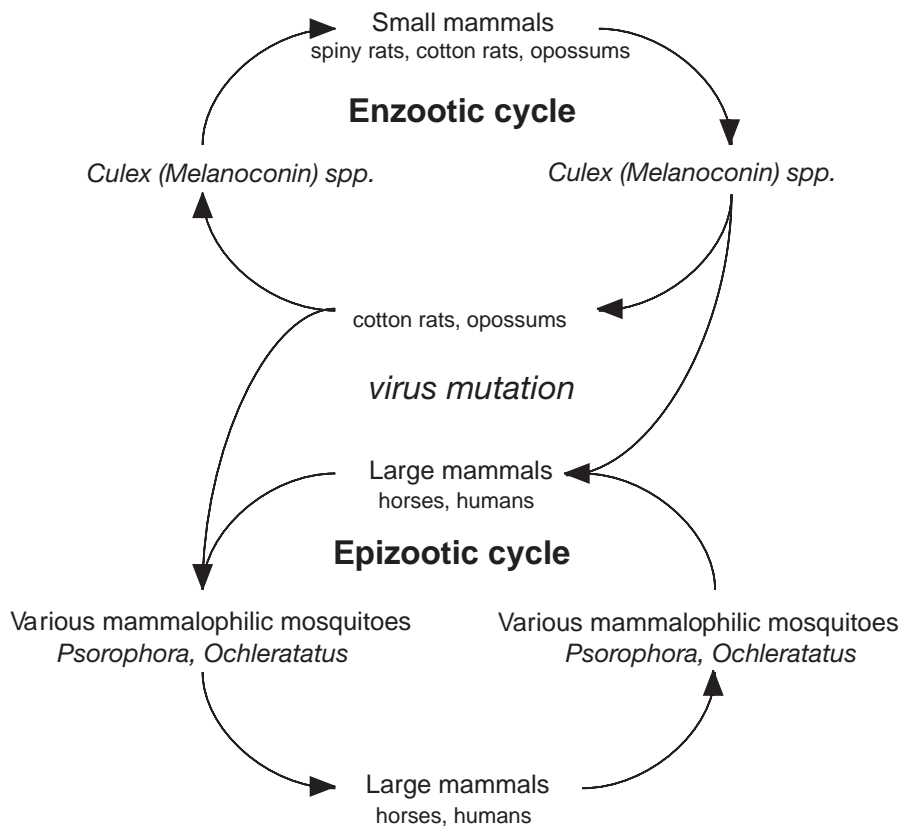 Small mammals
spiny rats, cotton rats, opossums
Enzootic cycle
Culex (Melanoconin) spp.
Culex (Melanoconin) spp.
cotton rats, opossums
virus mutation
Large mammals
horses, humans
Epizootic cycle
Various mammalophilic mosquitoes
Psorophora, Ochleratatus
Various mammalophilic mosquitoes
Psorophora, Ochleratatus
Large mammals
horses, humans